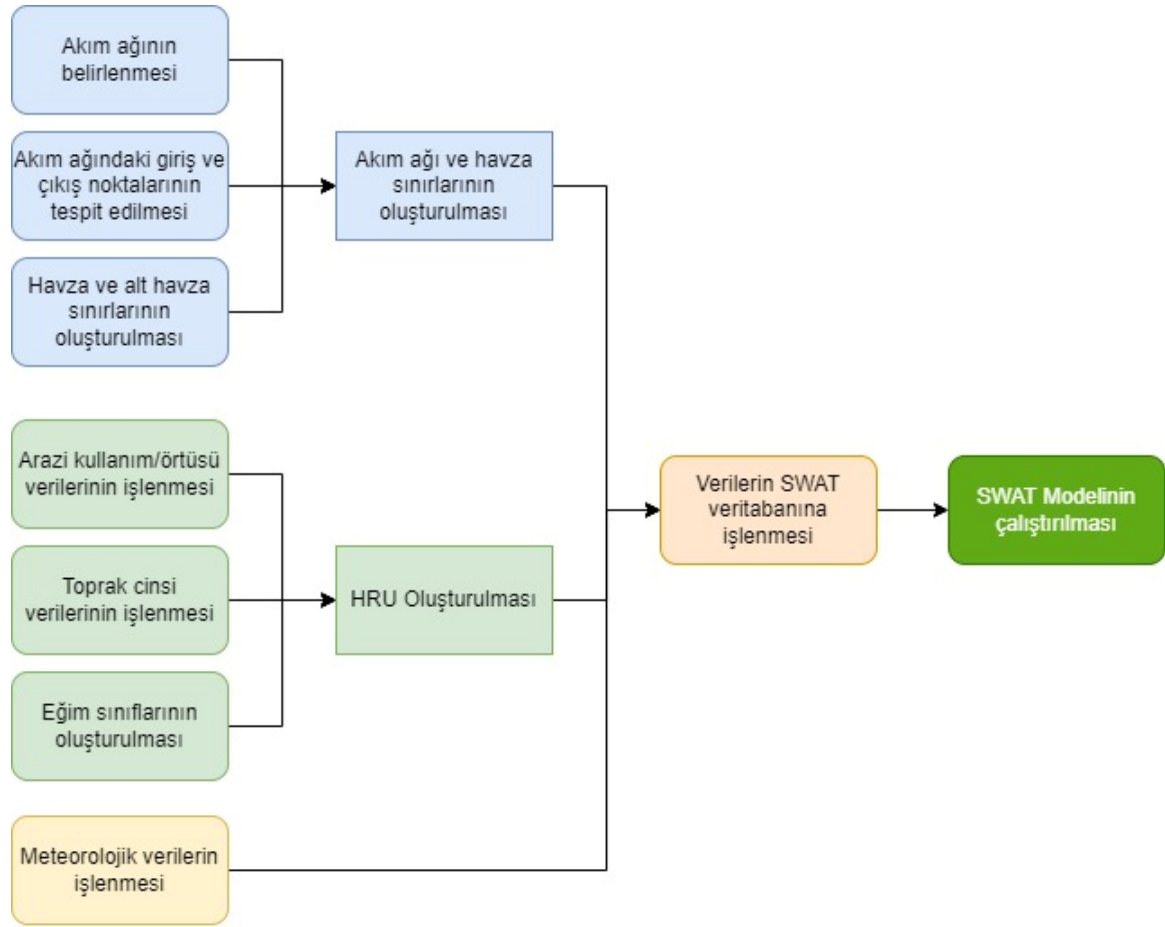 Akım ağının
belirlenmesi
Akım ağındaki giriş ve
çıkış noktalarının
tespit edilmesi
Havza ve alt havza
sınırlarının
oluşturulması
Akım ağı ve havza
sınırlarının
oluşturulması
Arazi kullanım/örtüsü
verilerinin işlenmesi
Toprak cinsi
verilerinin işlenmesi
Eğim sınıflarının
oluşturulması
HRU Oluşturulması
Meteorolojik verilerin
işlenmesi
Verilerin SWAT
veritabanına
işlenmesi
SWAT Modelinin
çalıştırılması